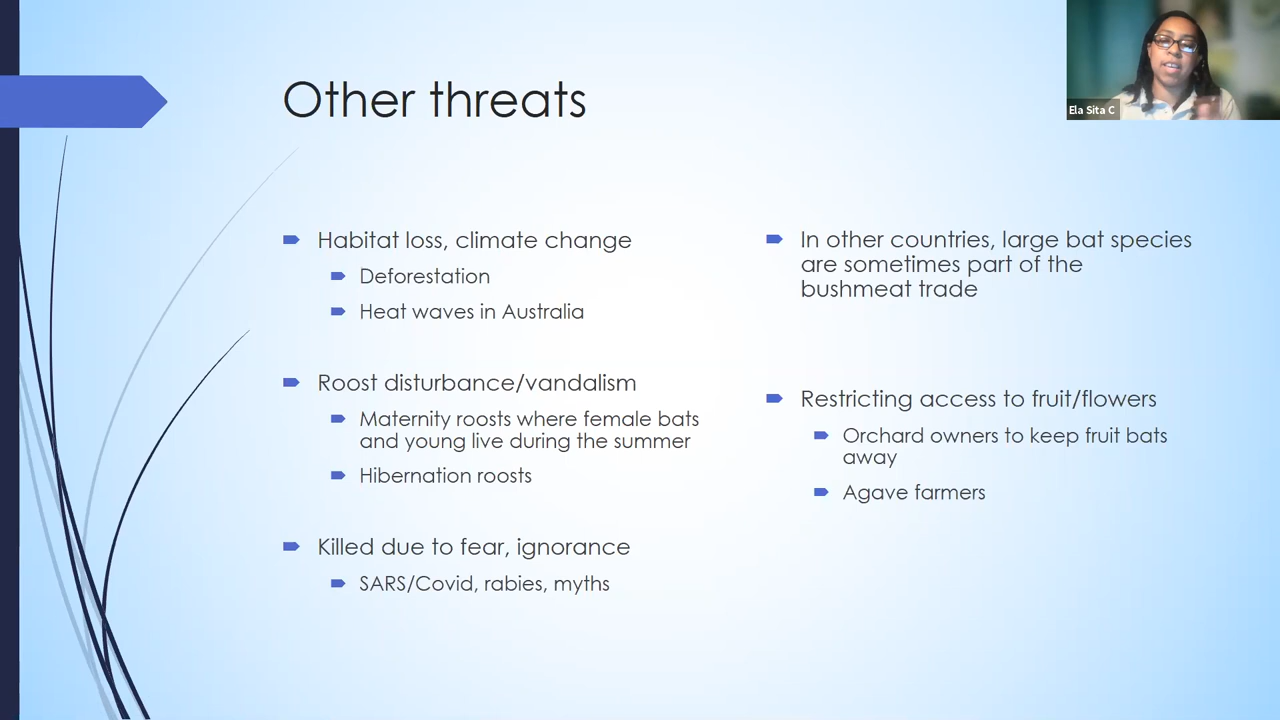 Other threats
Ela Sita C
Habitat loss, climate change
Deforestation
Heat waves in Australia
Roost disturbance/vandalism
Maternity roosts where female bats
and young live during the summer
Hibernation roosts
Killed due to fear, ignorance
SARS/Covid, rabies, myths
In other countries, large bat species
are sometimes part of the
bushmeat trade
Restricting access to fruit/flowers
Orchard owners to keep fruit bats
away
Agave farmers